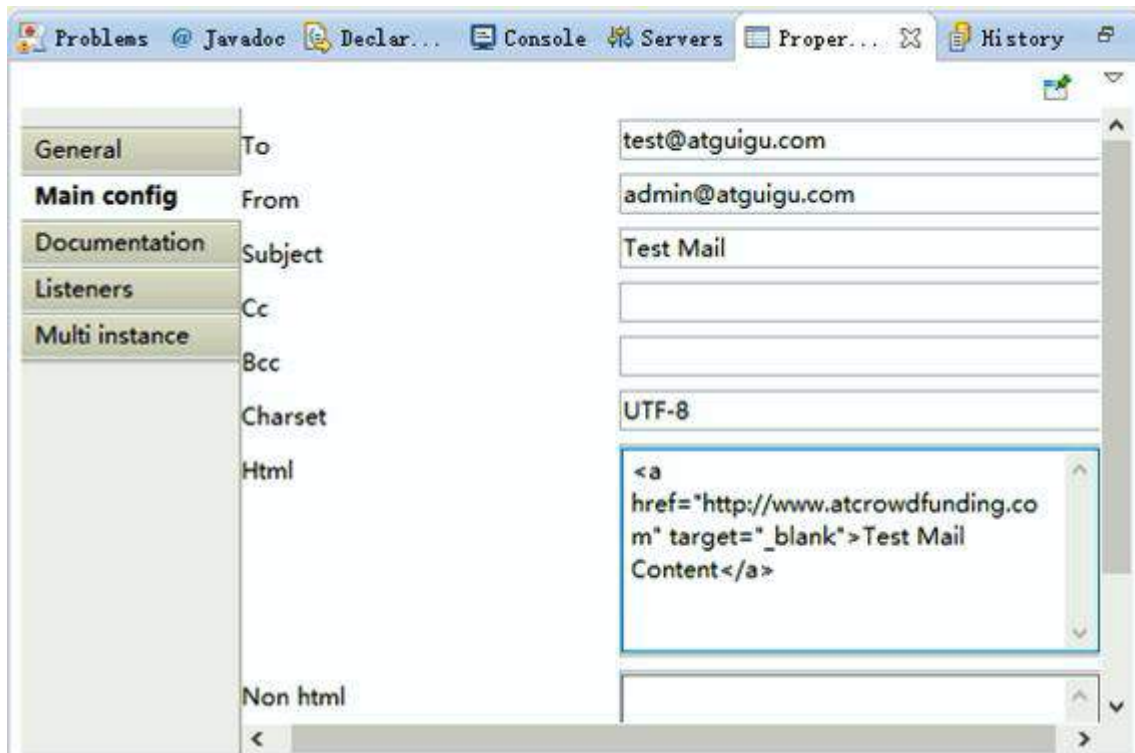 Problems @ Javadoc Declar... Console Servers Proper... History
General
Main config
Documentation
Listeners
Multi instance
To test@atguigu.com
From admin@atguigu.com
Subject Test Mail
Cc
Bcc
Charset UTF-8
Html
<a
href="http://www.atcrowdfunding.co
m" target="_blank">Test Mail
Content</a>
Non html